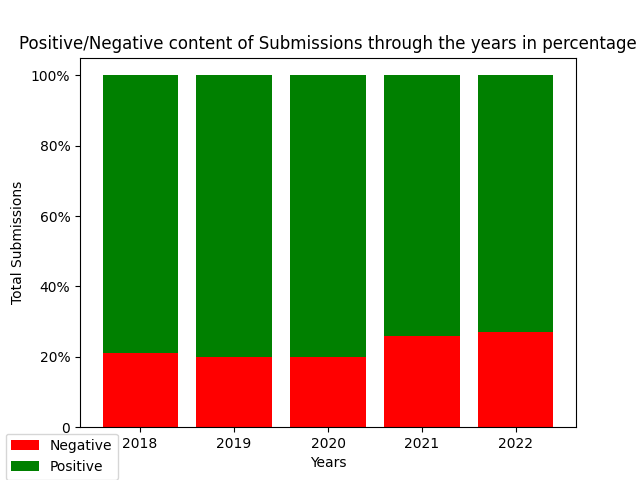 Positive/Negative content of Submissions through the years in percentage
100%
80%
60%
40%
20%
0
Total Submissions
2018 2019 2020 2021 2022
Years
Negative
Positive